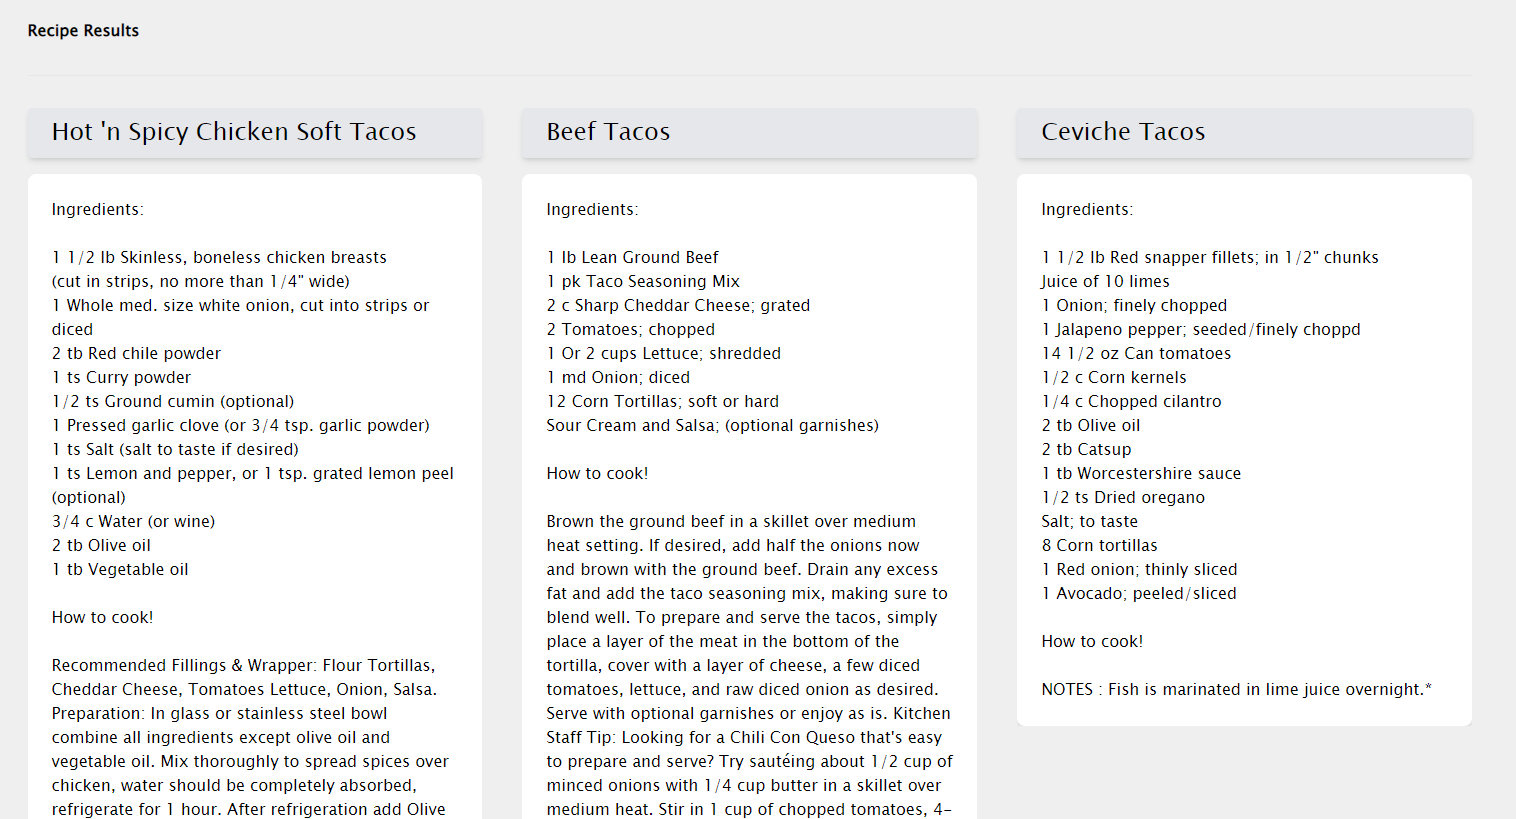 Recipe Results
Hot 'n Spicy Chicken Soft Tacos
Ingredients:
1 1/2 lb Skinless, boneless chicken breasts
(cut in strips, no more than 1/4" wide)
1 Whole med. size white onion, cut into strips or
diced
2 tb Red chile powder
1 ts Curry powder
1/2 ts Ground cumin (optional)
1 Pressed garlic clove (or 3/4 tsp. garlic powder)
1 ts Salt (salt to taste if desired)
1 ts Lemon and pepper, or 1 tsp. grated lemon peel
(optional)
3/4 c Water (or wine)
2 tb Olive oil
1 tb Vegetable oil
How to cook!
Recommended Fillings & Wrapper: Flour Tortillas,
Cheddar Cheese, Tomatoes Lettuce, Onion, Salsa.
Preparation: In glass or stainless steel bowl
combine all ingredients except olive oil and
vegetable oil. Mix thoroughly to spread spices over
chicken, water should be completely absorbed,
refrigerate for 1 hour. After refrigeration add Olive
Beef Tacos
Ingredients:
1 lb Lean Ground Beef
1 pk Taco Seasoning Mix
2 c Sharp Cheddar Cheese; grated
2 Tomatoes; chopped
1 Or 2 cups Lettuce; shredded
1 md Onion; diced
12 Corn Tortillas; soft or hard
Sour Cream and Salsa; (optional garnishes)
How to cook!
Brown the ground beef in a skillet over medium
heat setting. If desired, add half the onions now
and brown with the ground beef. Drain any excess
fat and add the taco seasoning mix, making sure to
blend well. To prepare and serve the tacos, simply
place a layer of the meat in the bottom of the
tortilla, cover with a layer of cheese, a few diced
tomatoes, lettuce, and raw diced onion as desired.
Serve with optional garnishes or enjoy as is. Kitchen
Staff Tip: Looking for a Chili Con Queso that's easy
to prepare and serve? Try sautéing about 1/2 cup of
minced onions with 1/4 cup butter in a skillet over
medium heat. Stir in 1 cup of chopped tomatoes, 4-
Ceviche Tacos
Ingredients:
1 1/2 lb Red snapper fillets; in 1/2" chunks
Juice of 10 limes
1 Onion; finely chopped
1 Jalapeno pepper; seeded/finely choppd
14 1/2 oz Can tomatoes
1/2 c Corn kernels
1/4 c Chopped cilantro
2 tb Olive oil
2 tb Catsup
1 tb Worcestershire sauce
1/2 ts Dried oregano
Salt; to taste
8 Corn tortillas
1 Red onion; thinly sliced
1 Avocado; peeled/sliced
How to cook!
NOTES : Fish is marinated in lime juice overnight.*